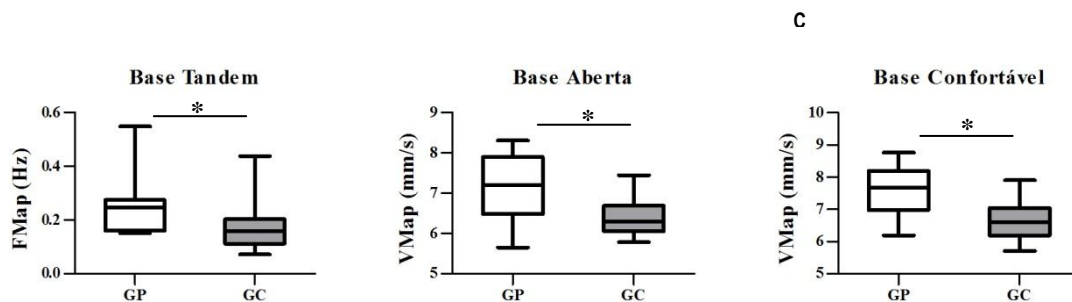 C
Base Tandem
0.6
0.4
0.2
0.0
FMap (Hz)
*
GP GC
Base Aberta
9
8
7
6
5
VMap (mm/s)
*
GP GC
Base Confortável
10
9
8
7
6
5
VMap (mm/s)
*
GP GC